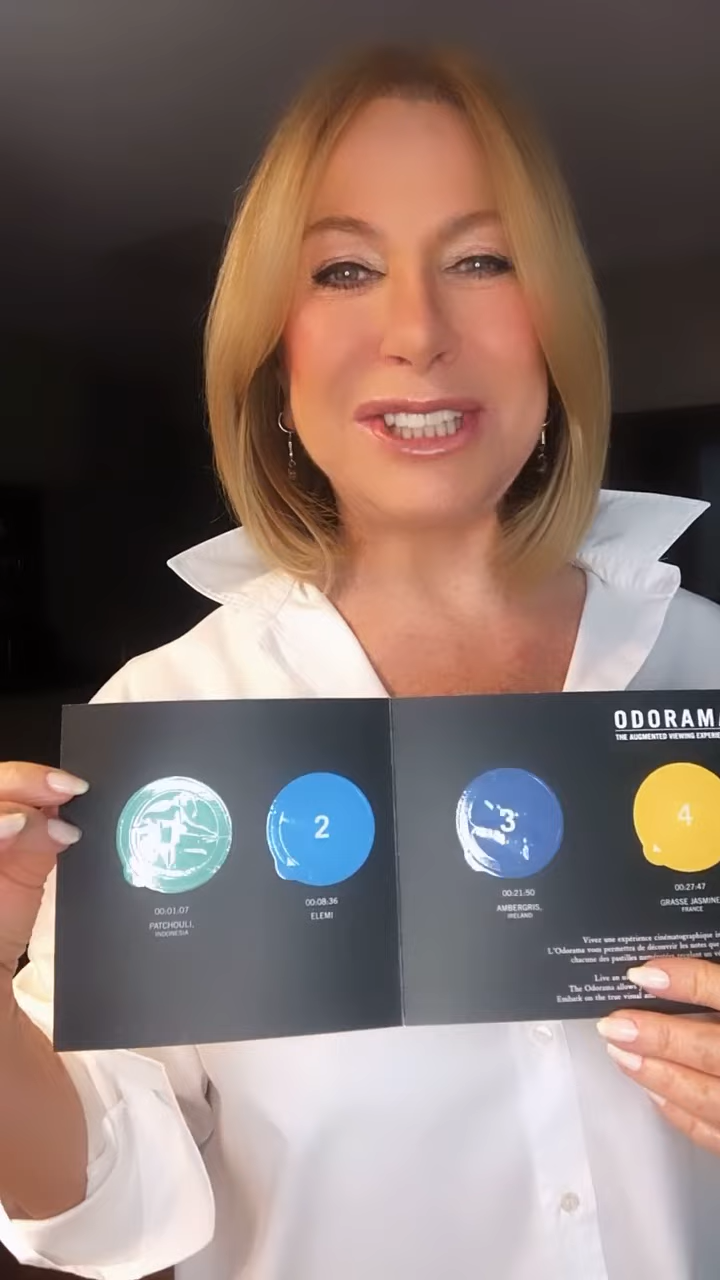 ODORAMA
THE AUGMENTED VIEWING
2
3
4
00:01:07
PATCHOULI,
INDONESIA
00:08:36
ELEMI
00:21:50
AMBERGRIS,
IRELAND
00:27:47
GRASSE JASMINE
FRANCE
Vivez une expérience cinématographique
L'Odorama vous permettra de découvrir les notes
chacune des pastilles numérotées
Live an
The Odorama allows
Embark on the true visual